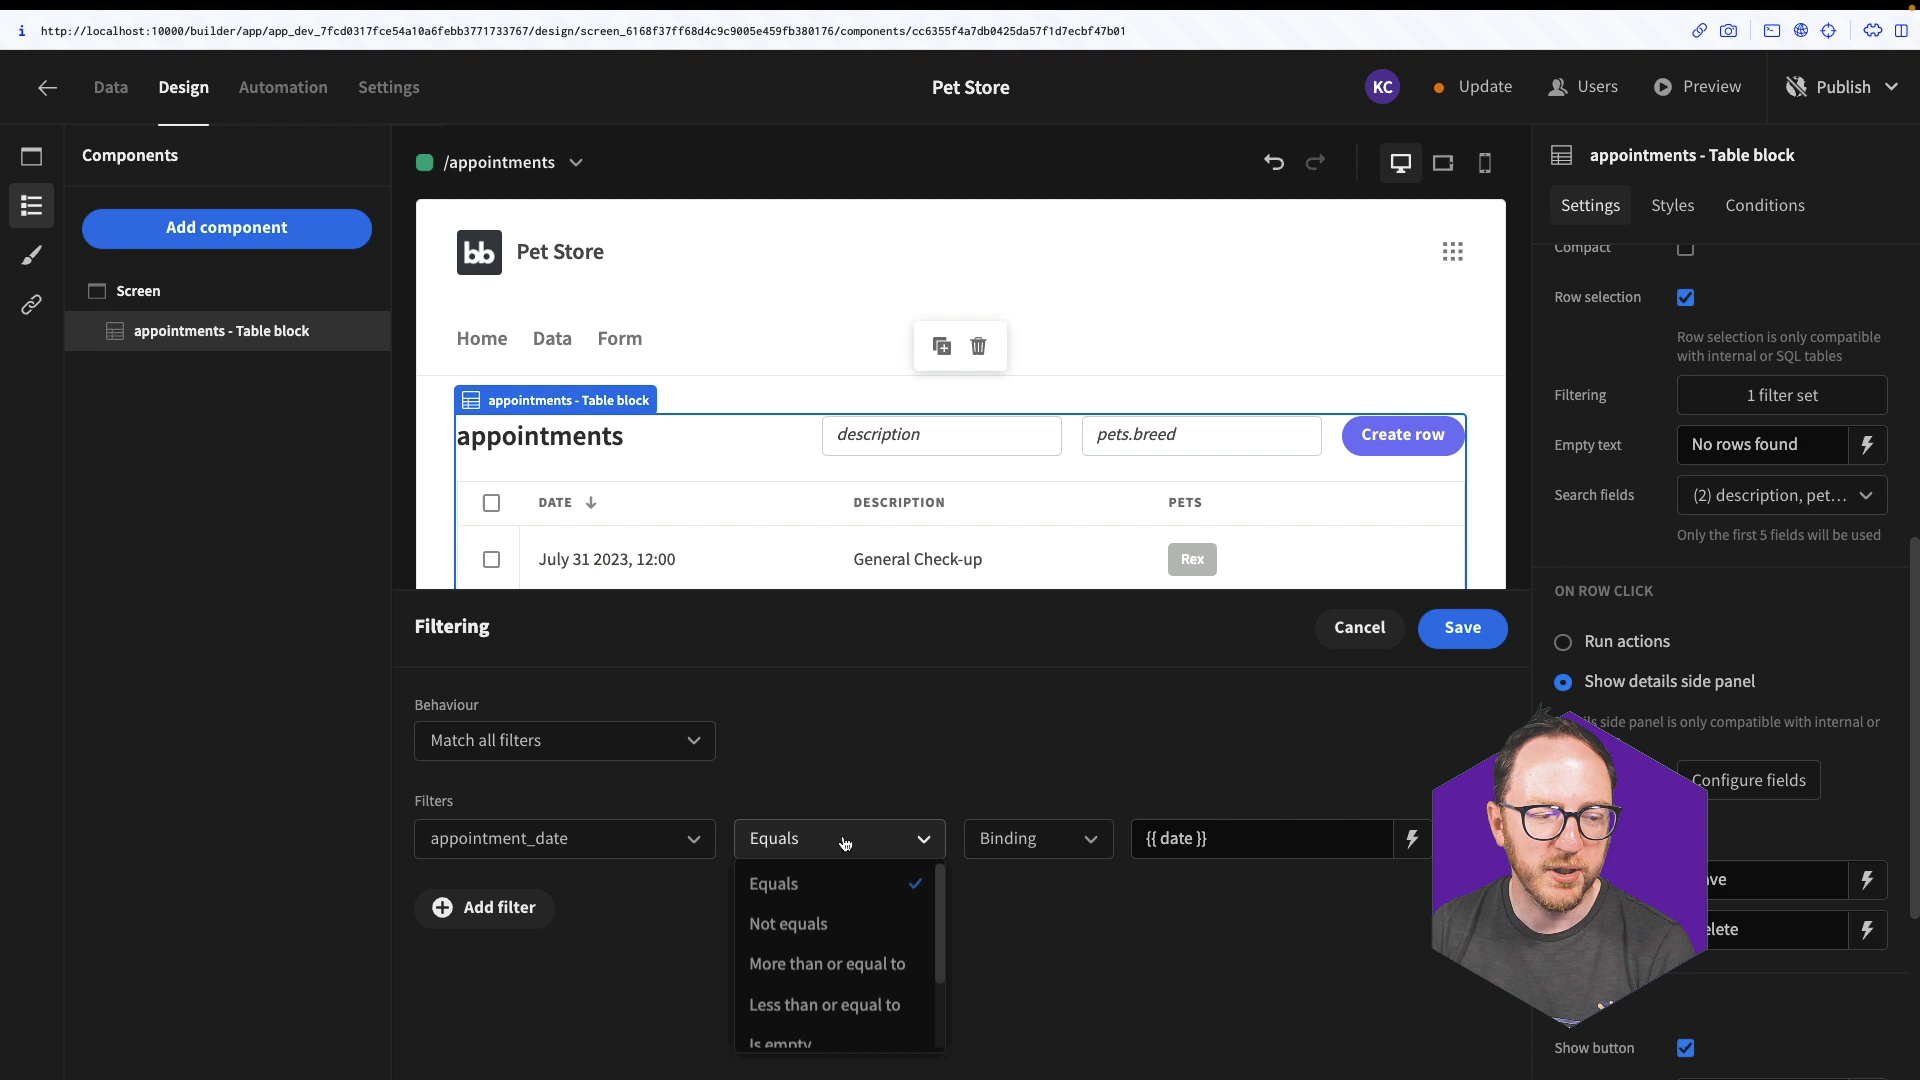 http://localhost:10000/builder/app/app_dev_7fcd0317fce54a10a6febb3771733767/design/screen_6168f37ff68d4c9c9005e459fb380176/components/cc6355f4a7db0425da57f1d7ecbf47b01
Data
Design
Automation
Settings
Pet Store
KC
Update
Users
Preview
Publish
Components
Add component
Screen
appointments - Table block
/appointments
bb
Pet Store
Home
Data
Form
appointments - Table block
appointments
description
pets.breed
Create row
DATE
DESCRIPTION
PETS
July 31 2023, 12:00
General Check-up
Rex
Filtering
Cancel
Save
Behaviour
Match all filters
Filters
appointment_date
Equals
Binding
{{ date }}
Equals
Not equals
More than or equal to
Less than or equal to
Is empty
Add filter
appointments - Table block
Settings
Styles
Conditions
Compact
Row selection
Row selection is only compatible
with internal or SQL tables
Filtering
1 filter set
Empty text
No rows found
Search fields
(2) description, pet...
Only the first 5 fields will be used
ON ROW CLICK
Run actions
Show details side panel
side panel is only compatible with internal or
Configure fields
Show button